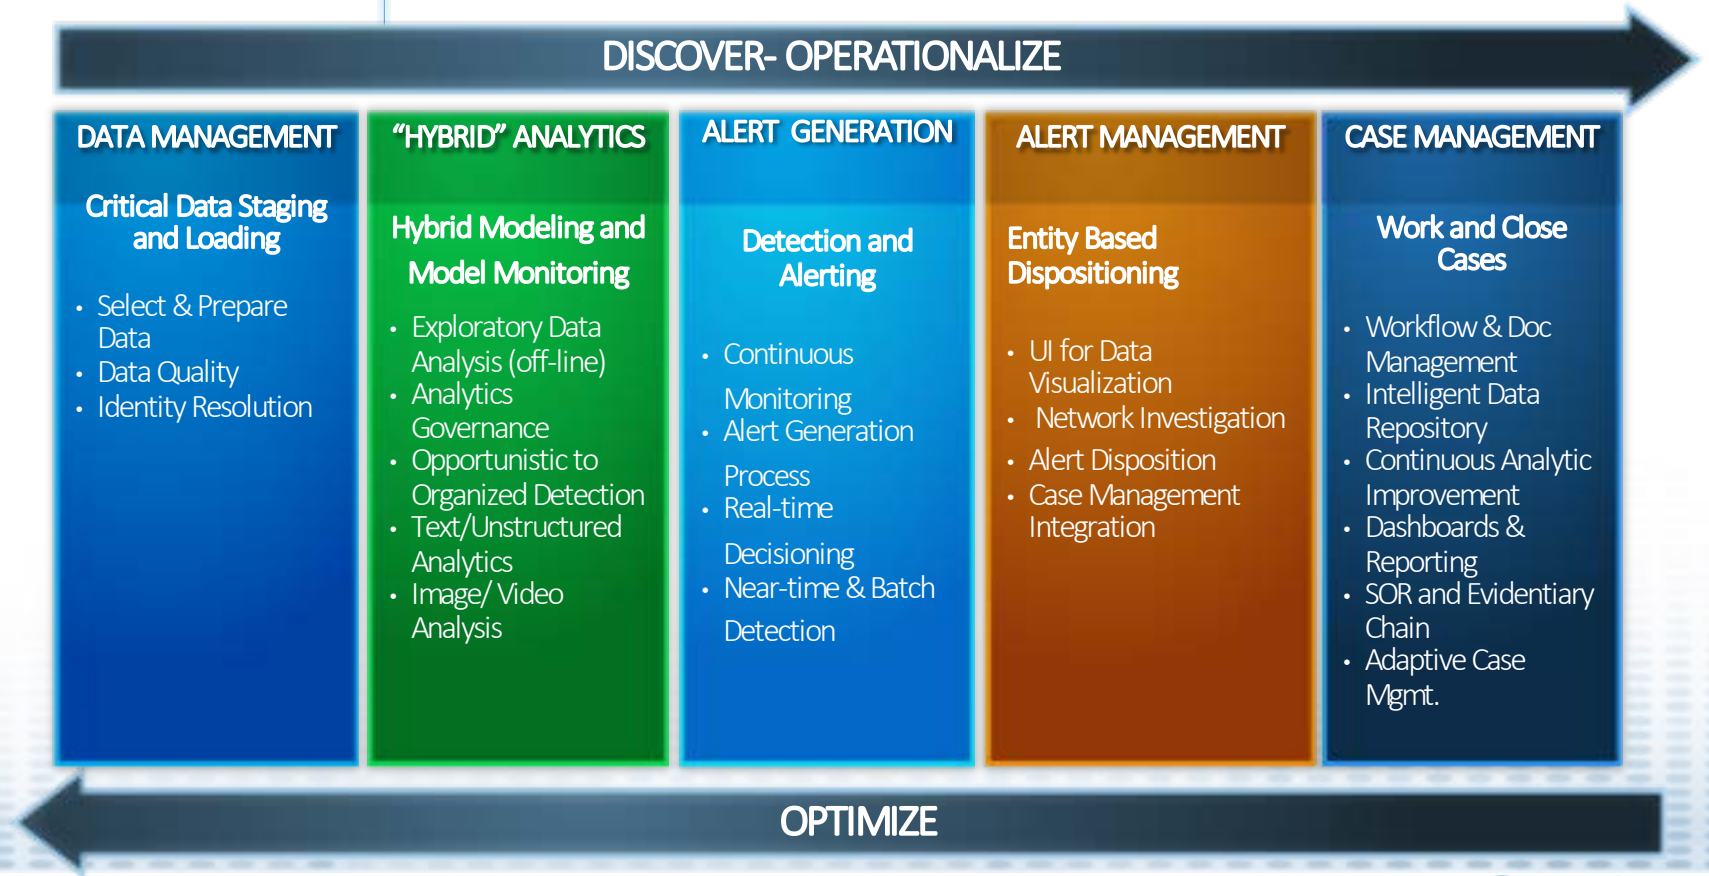 DISCOVER- OPERATIONALIZE
DATA MANAGEMENT
Critical Data Staging
and Loading
• Select & Prepare
Data
• Data Quality
• Identity Resolution
“HYBRID” ANALYTICS
Hybrid Modeling and
Model Monitoring
• Exploratory Data
Analysis (off-line)
• Analytics
Governance
• Opportunistic to
Organized Detection
• Text/Unstructured
Analytics
• Image/ Video
Analysis
ALERT GENERATION
Detection and
Alerting
• Continuous
Monitoring
• Alert Generation
Process
• Real-time
Decisioning
• Near-time & Batch
Detection
ALERT MANAGEMENT
Entity Based
Dispositioning
• UI for Data
Visualization
• Network Investigation
• Alert Disposition
• Case Management
Integration
CASE MANAGEMENT
Work and Close
Cases
• Workflow & Doc
Management
• Intelligent Data
Repository
• Continuous Analytic
Improvement
• Dashboards &
Reporting
• SOR and Evidentiary
Chain
• Adaptive Case
Mgmt.
OPTIMIZE